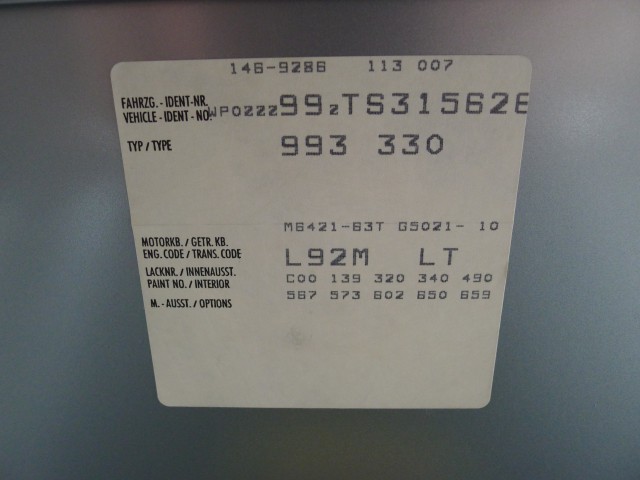 146-9286 113 007
FAHRZG. - IDENT-NR.
VEHICLE - IDENT - NO. WP0ZZZ99ZTS315626
TYP / TYPE 993 330
M6421-63T G5021- 10
MOTORKB. / GETR. KB.
ENG. CODE / TRANS. CODE L92M LT
LACKNR. / INNENAUSST. C00 139 320 340 490
PAINT NO. / INTERIOR
M. - AUSST. / OPTIONS 567 573 602 650 659